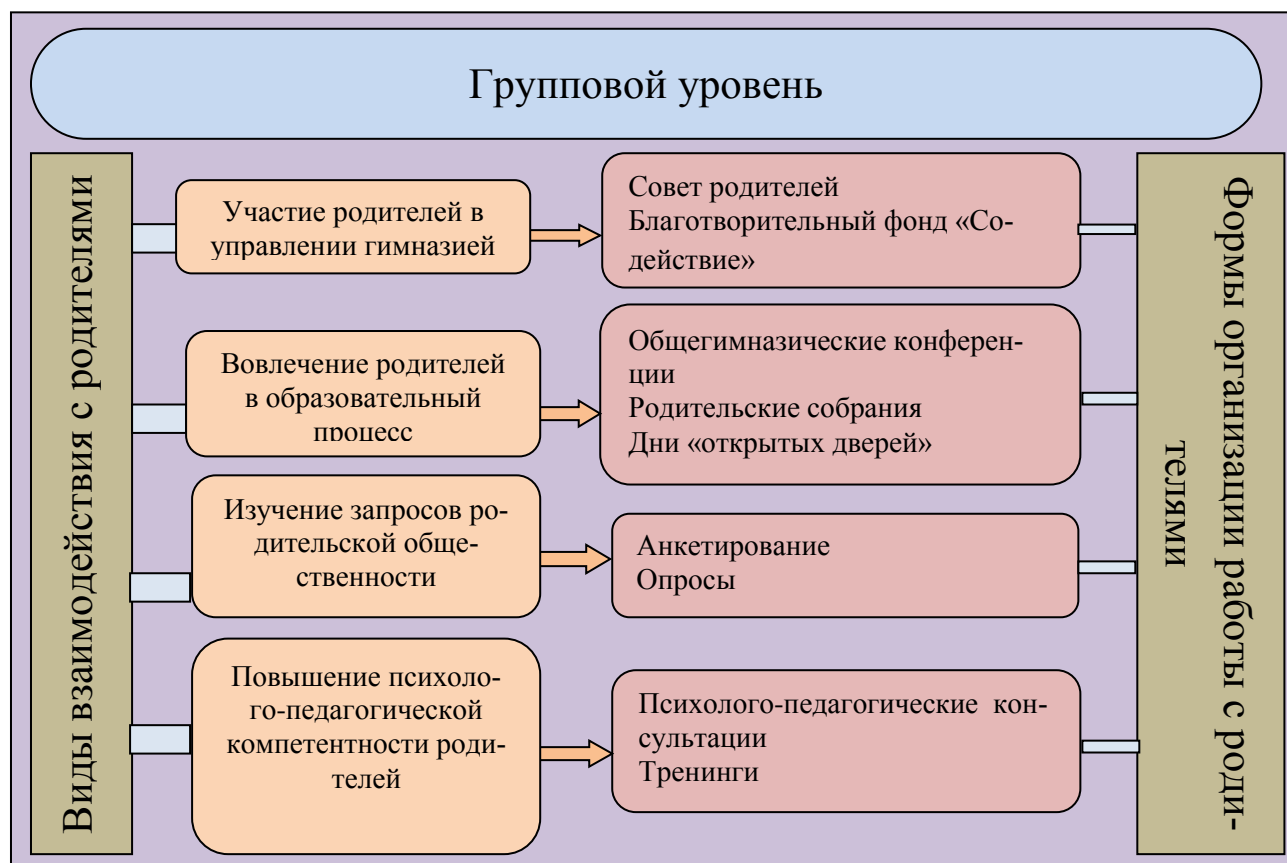 Групповой уровень
Виды взаимодействия с родителями
Участие родителей в
управлении гимназией
Совет родителей
Благотворительный фонд «Со-
действие»
Вовлечение родителей
в образовательный
процесс
Общегимназические конферен-
ции
Родительские собрания
Дни «открытых дверей»
Изучение запросов ро-
дительской обще-
ственности
Анкетирование
Опросы
Повышение психоло-
го-педагогической
компетентности роди-
телей
Психолого-педагогические кон-
сультации
Тренинги
Формы организации работы с роди-
телями